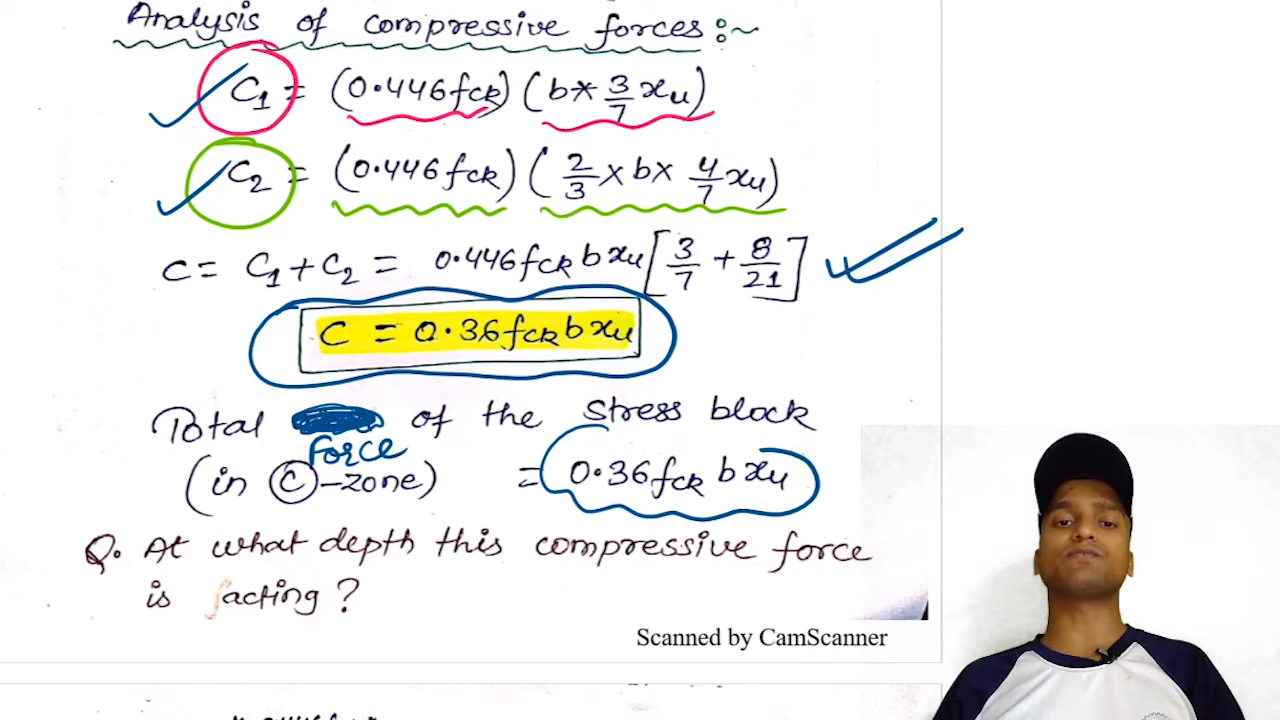 Analysis of compressive forces:~
C1 = (0.446fck) (b* 3/7 xu)
C2 = (0.446fck) ( 2/3 × b× 4/7 xu)
C = C1 + C2 = 0.446fck b xu [ 3/7 + 8/21 ]
C = 0.36fck b xu
Total of the stress block
force
(in C -zone) = 0.36fck b xu
Q. At what depth this compressive force
is acting ?
Scanned by CamScanner